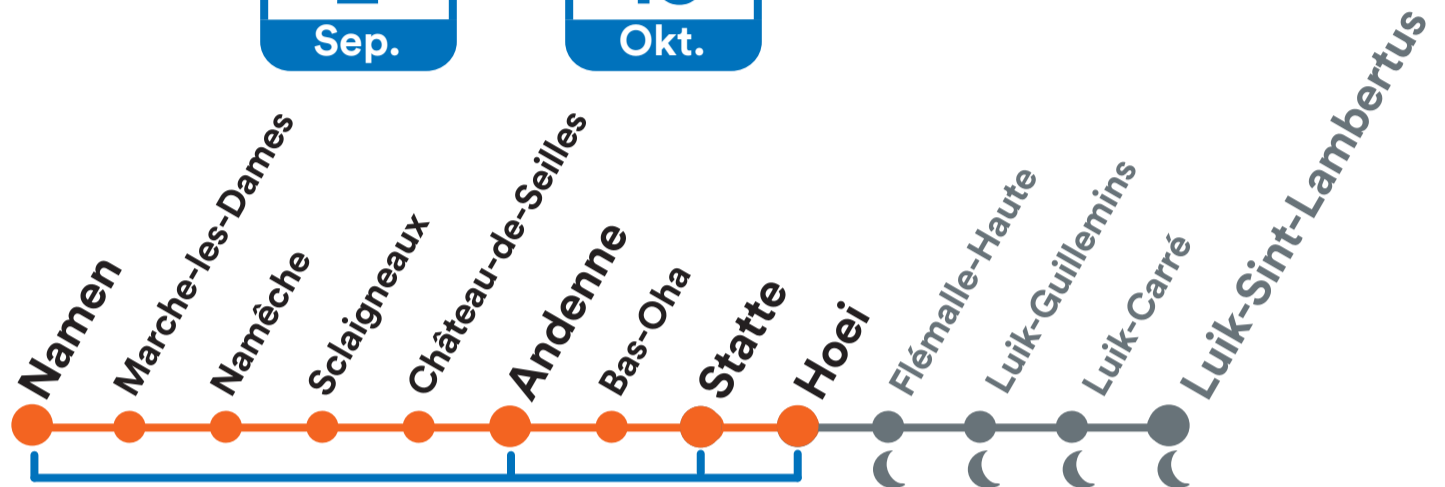 Sep.
Okt.
Namen
Marche-les-Dames
Namêche
Sclaigneaux
Château-de-Seilles
Andenne
Bas-Oha
Statte
Hoei
Flémalle-Haute
Luik-Guillemins
Luik-Carré
Luik-Sint-Lambertus